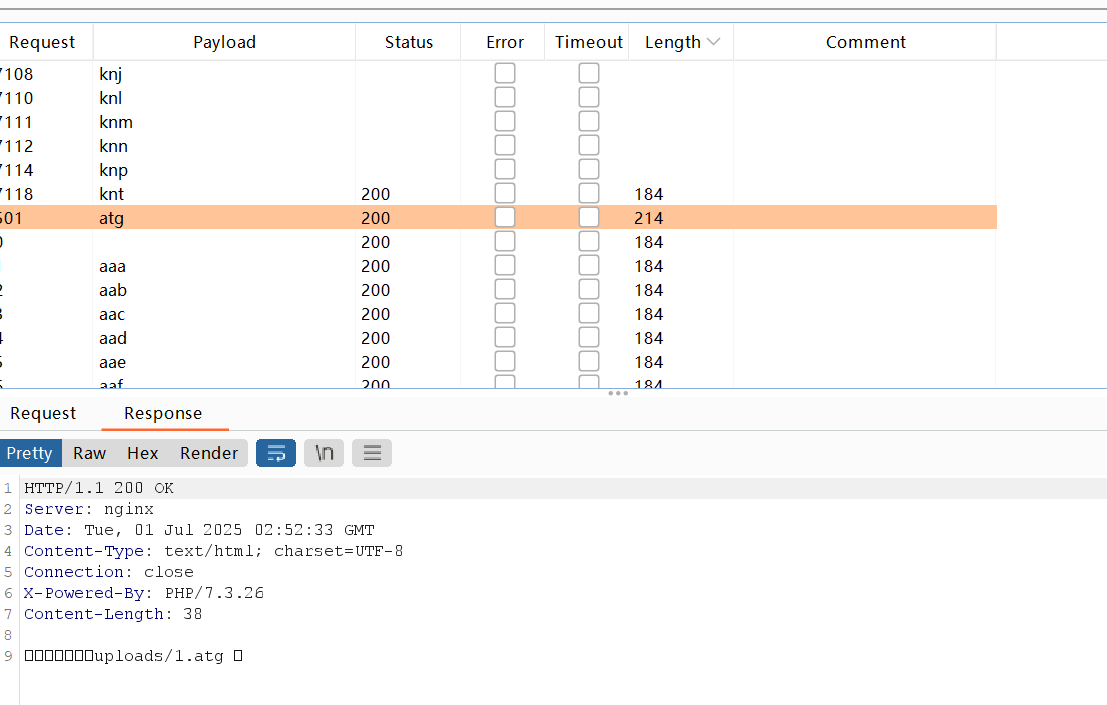 Request Payload Status Error Timeout Length Comment
7108 knj
7110 knl
7111 knm
7112 knn
7114 knp
7118 knt 200 184
601 atg 200 214
0 200 184
aaa 200 184
2 aab 200 184
3 aac 200 184
4 aad 200 184
5 aae 200 184
6 aaf 200 184
Request Response
Pretty Raw Hex Render \n
1 HTTP/1.1 200 OK
2 Server: nginx
3 Date: Tue, 01 Jul 2025 02:52:33 GMT
4 Content-Type: text/html; charset=UTF-8
5 Connection: close
6 X-Powered-By: PHP/7.3.26
7 Content-Length: 38
8
9 □□□□□□□uploads/1.atg □